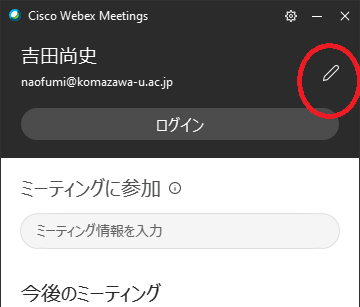 Cisco Webex Meetings
吉田尚史
naofumi@komazawa-u.ac.jp
ログイン
ミーティングに参加
ミーティング情報を入力
今後のミーティング